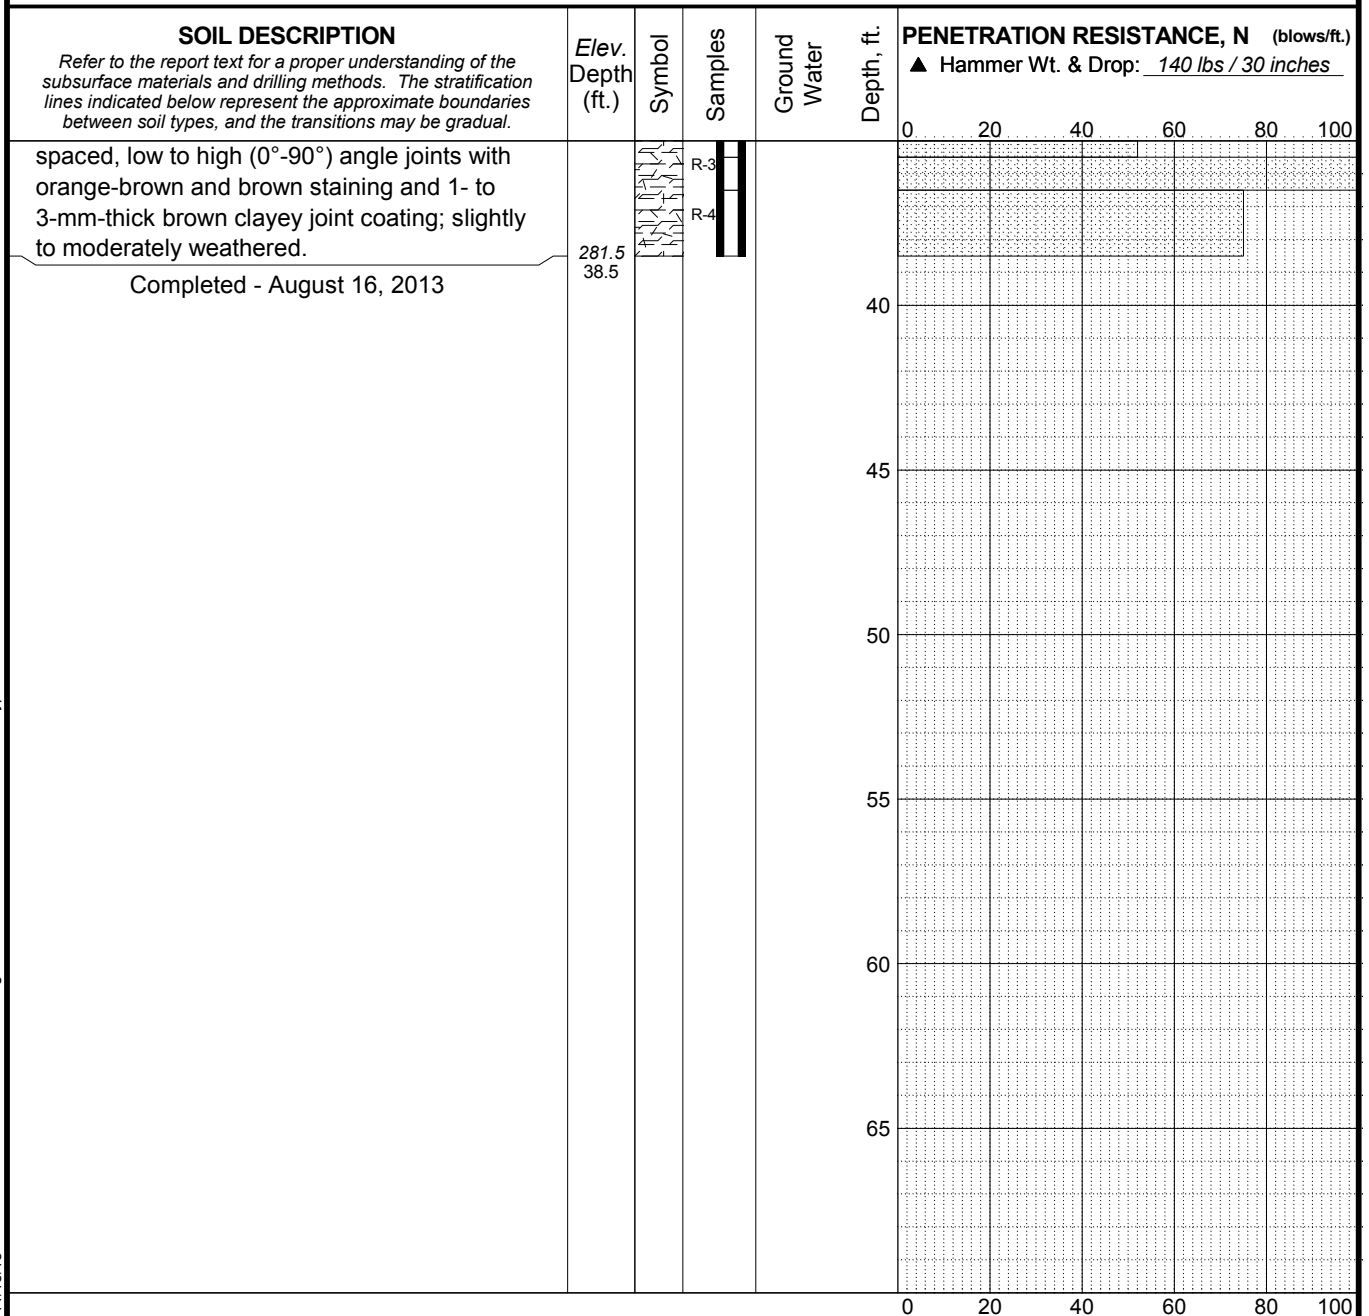 SOIL DESCRIPTION
Refer to the report text for a proper understanding of the
subsurface materials and drilling methods. The stratification
lines indicated below represent the approximate boundaries
between soil types, and the transitions may be gradual.
Elev.
Depth
(ft.)
Symbol
Samples
Ground
Water
Depth, ft.
PENETRATION RESISTANCE, N (blows/ft.)
▲ Hammer Wt. & Drop: 140 lbs / 30 inches
0 20 40 60 80 100
spaced, low to high (0°-90°) angle joints with
orange-brown and brown staining and 1- to
3-mm-thick brown clayey joint coating; slightly
to moderately weathered.
281.5
38.5
R-3
R-4
Completed - August 16, 2013
40
45
50
55
60
65
0 20 40 60 80 100